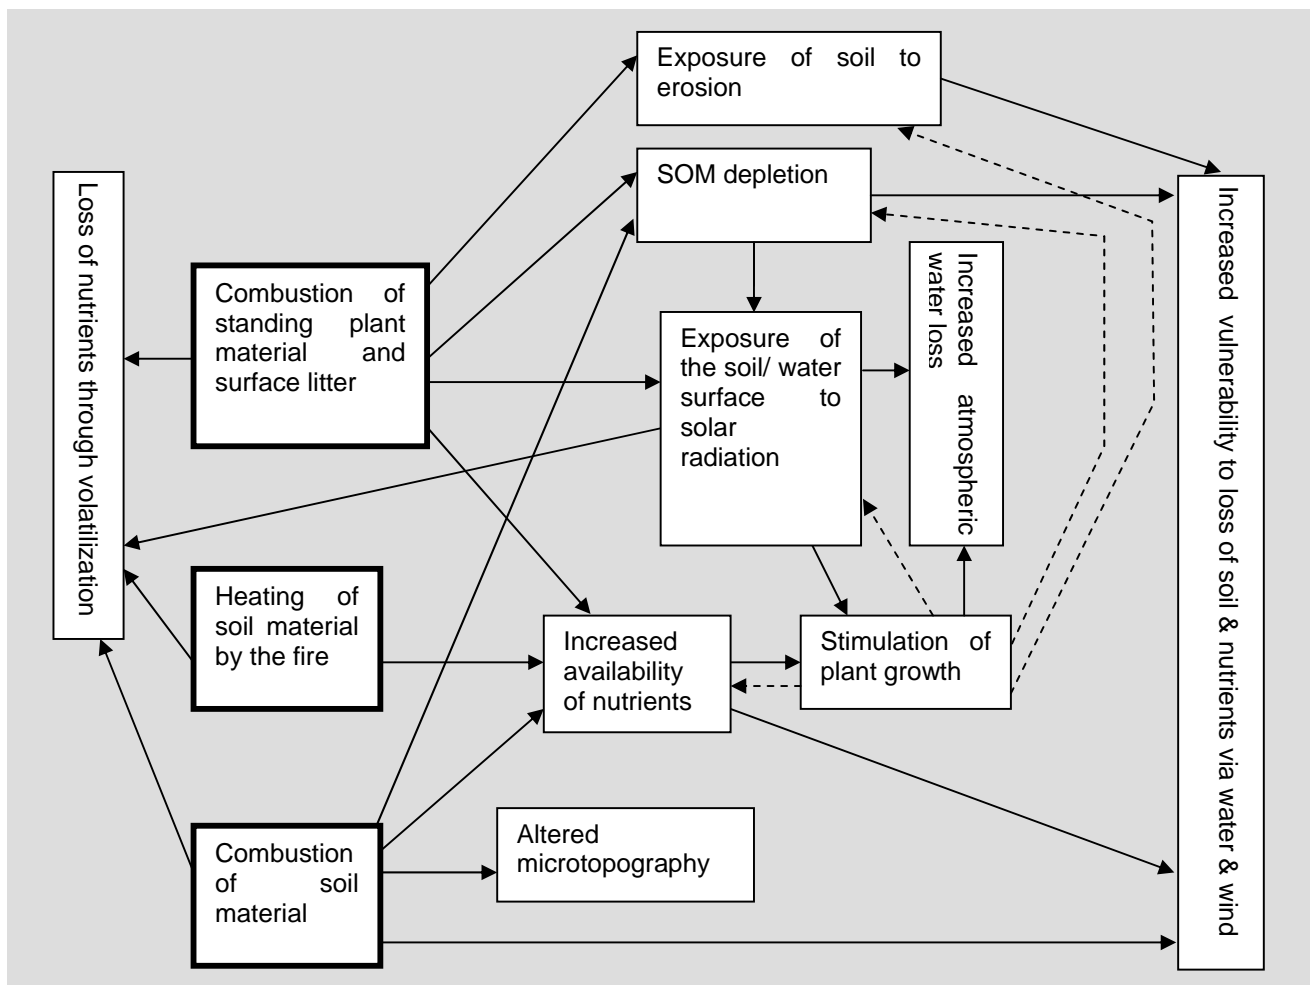 Exposure of soil to
erosion
SOM depletion
Loss of nutrients through volatilization
Combustion of
standing plant
material and
surface litter
Increased atmospheric
water loss
Increased vulnerability to loss of soil & nutrients via water & wind
Exposure of
the soil/ water
surface to
solar
radiation
Heating of
soil material
by the fire
Increased
availability
of nutrients
Stimulation of
plant growth
Combustion
of soil
material
Altered
microtopography